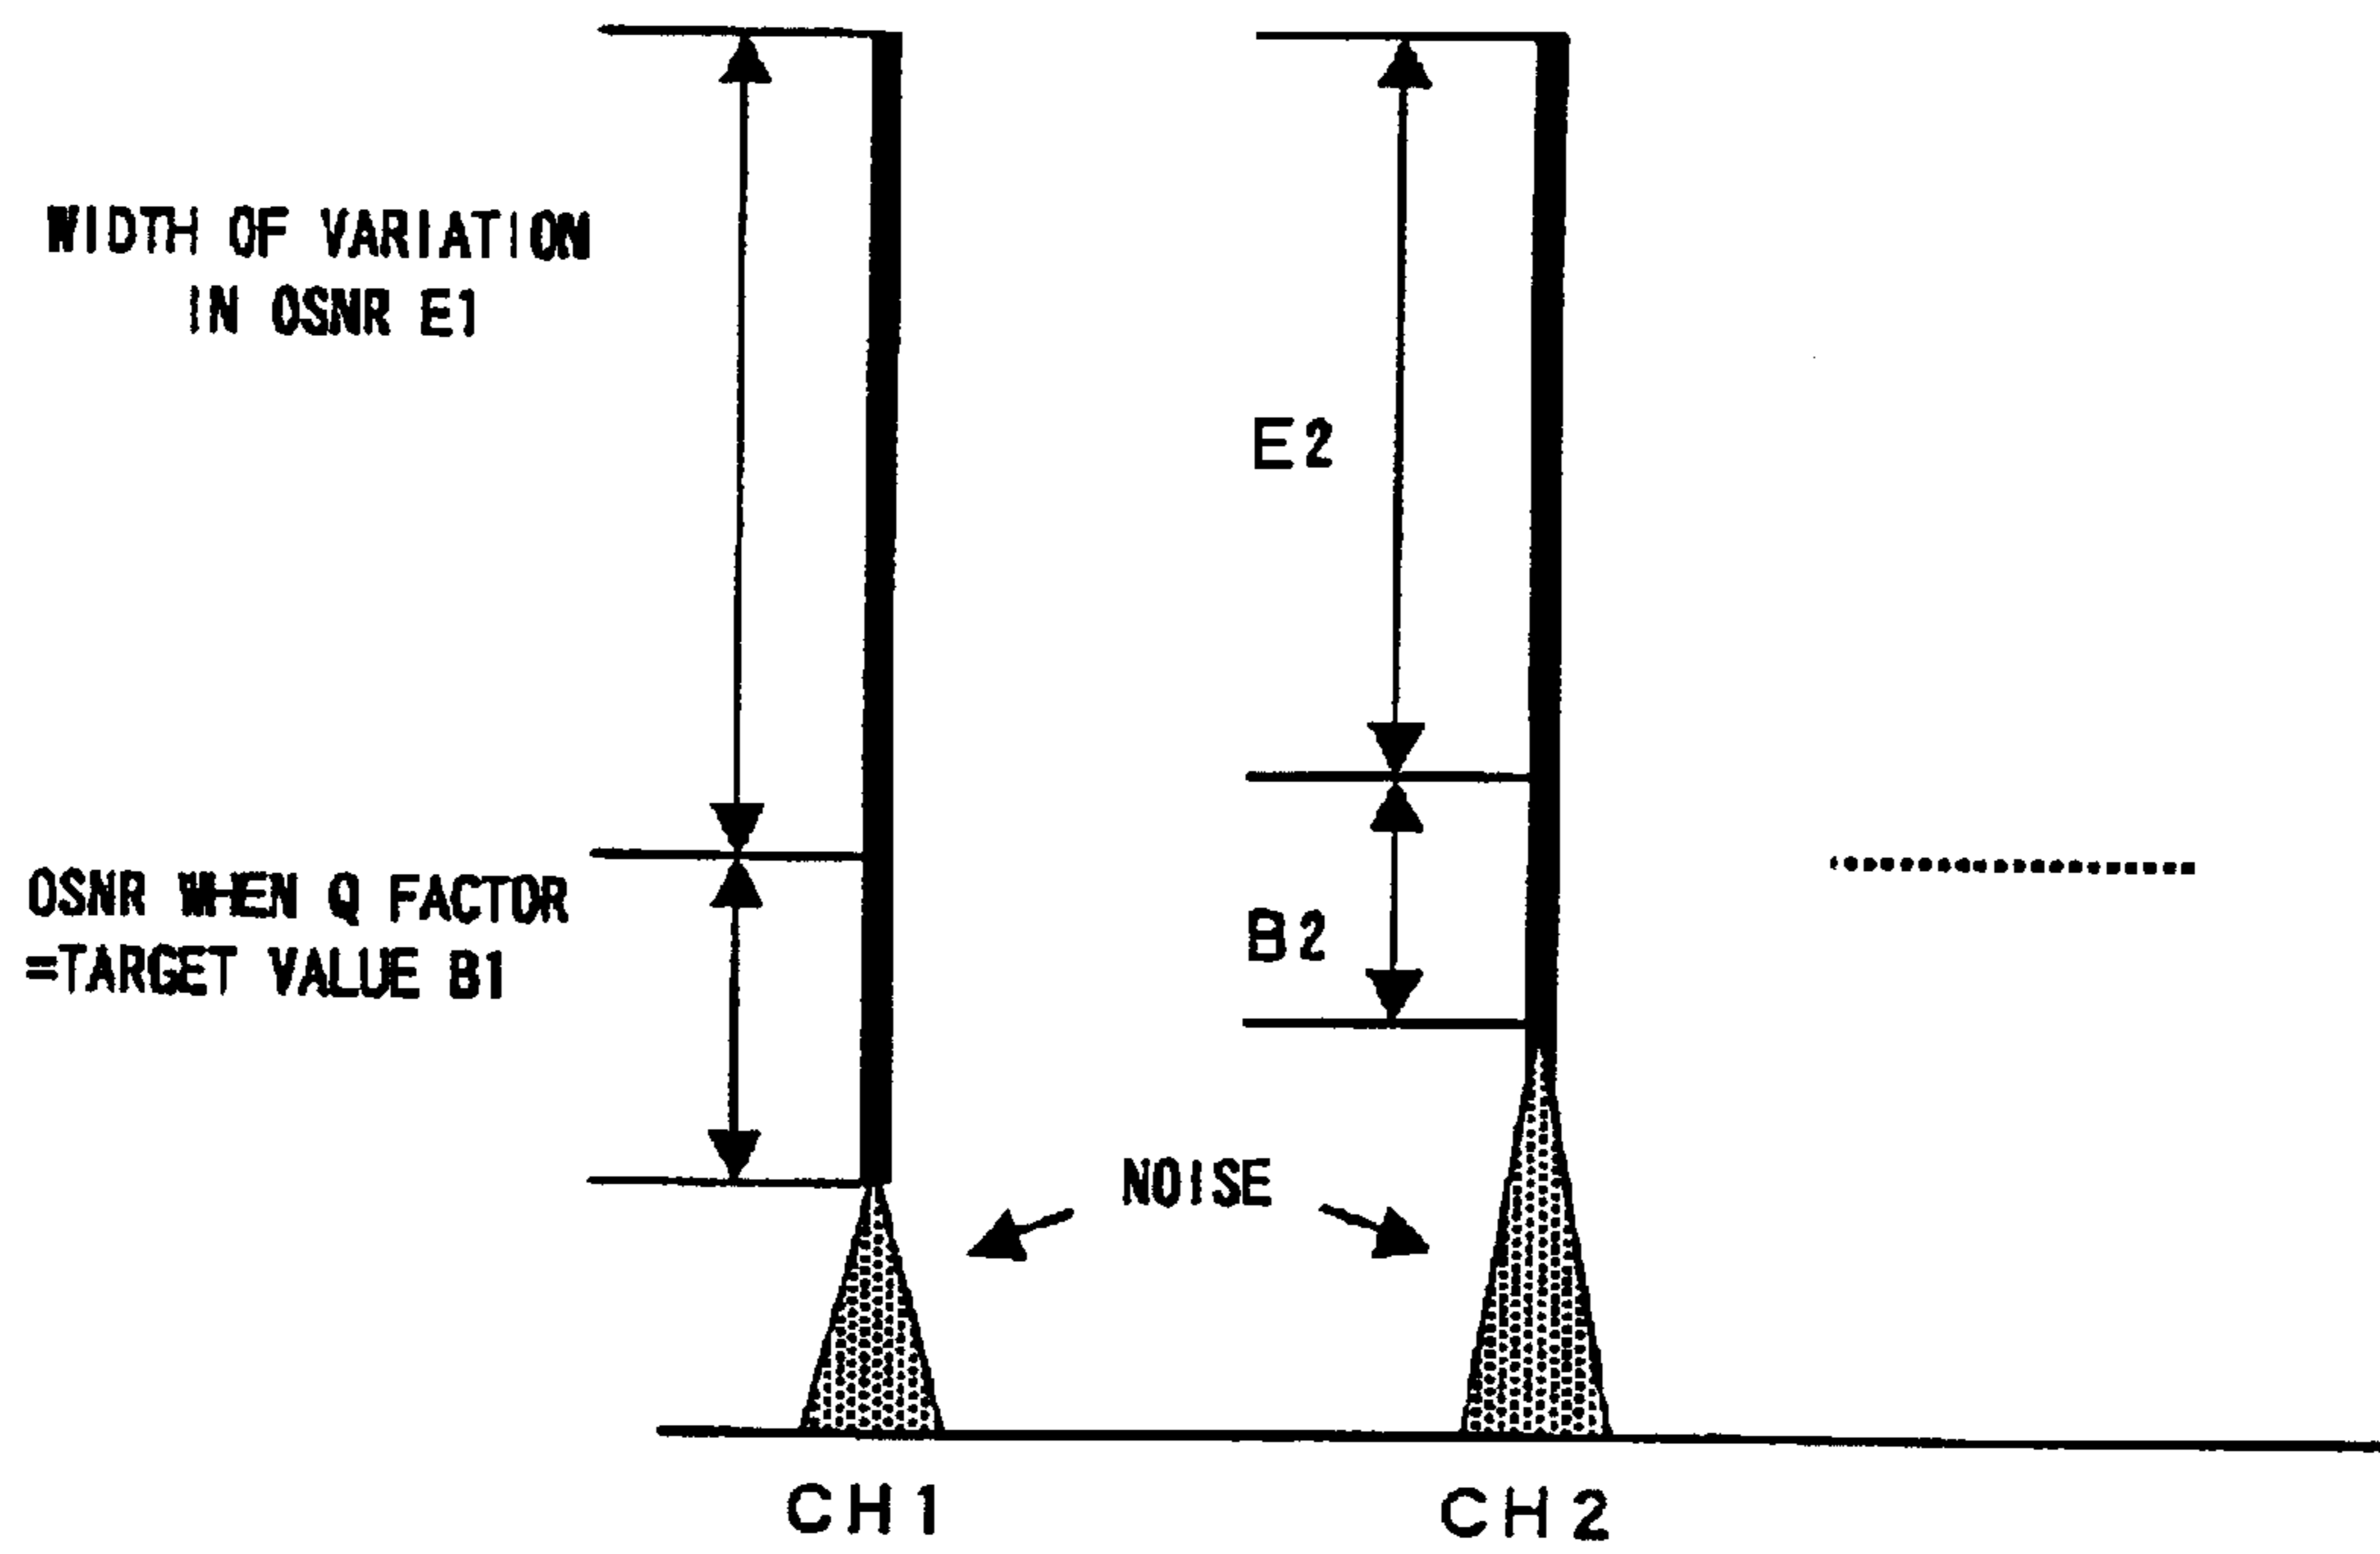 WIDTH OF VARIATION
IN OSNR E1
E2
OSNR WHEN Q FACTOR
=TARGET VALUE B1
B2
NOISE
CH1
CH2